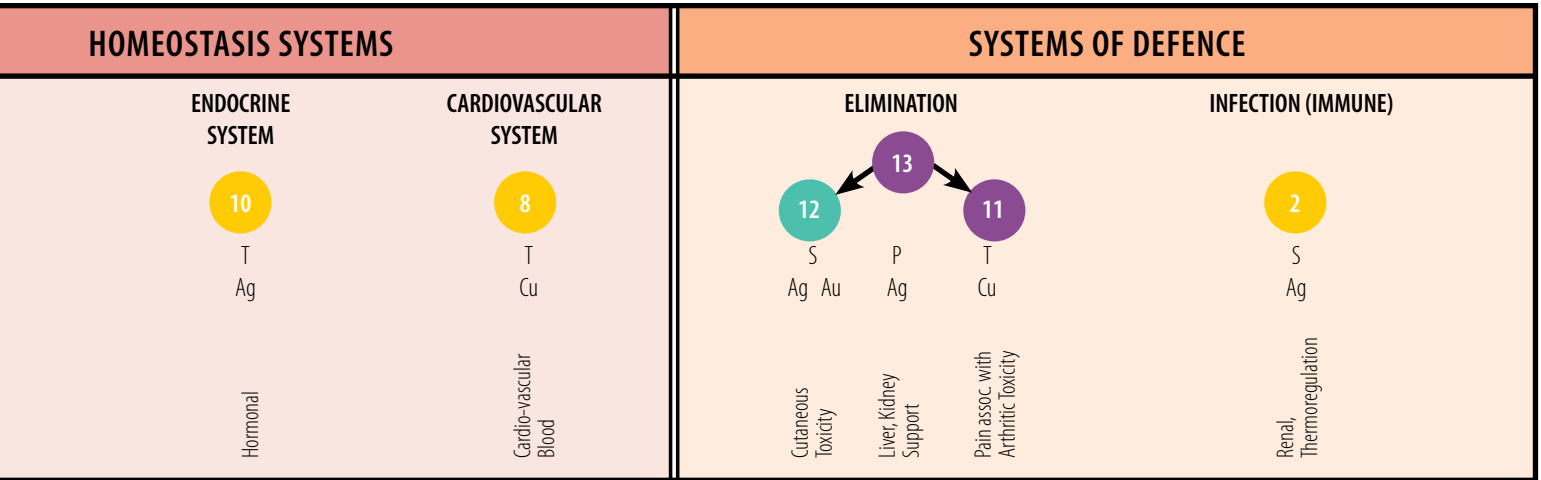 HOMEOSTASIS SYSTEMS
ENDOCRINE
SYSTEM
10
T
Ag
Hormonal
CARDIOVASCULAR
SYSTEM
8
T
Cu
Cardio-vascular
Blood
SYSTEMS OF DEFENCE
ELIMINATION
13
12
11
S
P
T
Ag Au
Ag
Cu
Cutaneous
Toxicity
Liver, Kidney
Support
Pain assoc. with
Arthritic Toxicity
INFECTION (IMMUNE)
2
S
Ag
Renal,
Thermoregulation